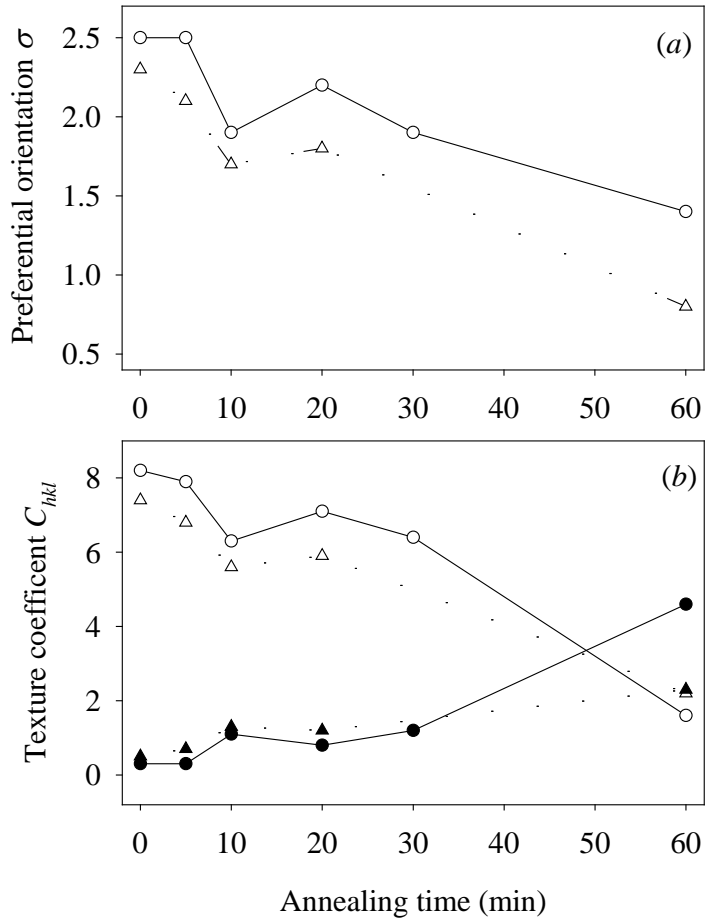 (a)
Preferential orientation σ
2.5
2.0
1.5
1.0
0.5
0 10 20 30 40 50 60
(b)
Texture coefficent C_hkl
8
6
4
2
0
0 10 20 30 40 50 60
Annealing time (min)